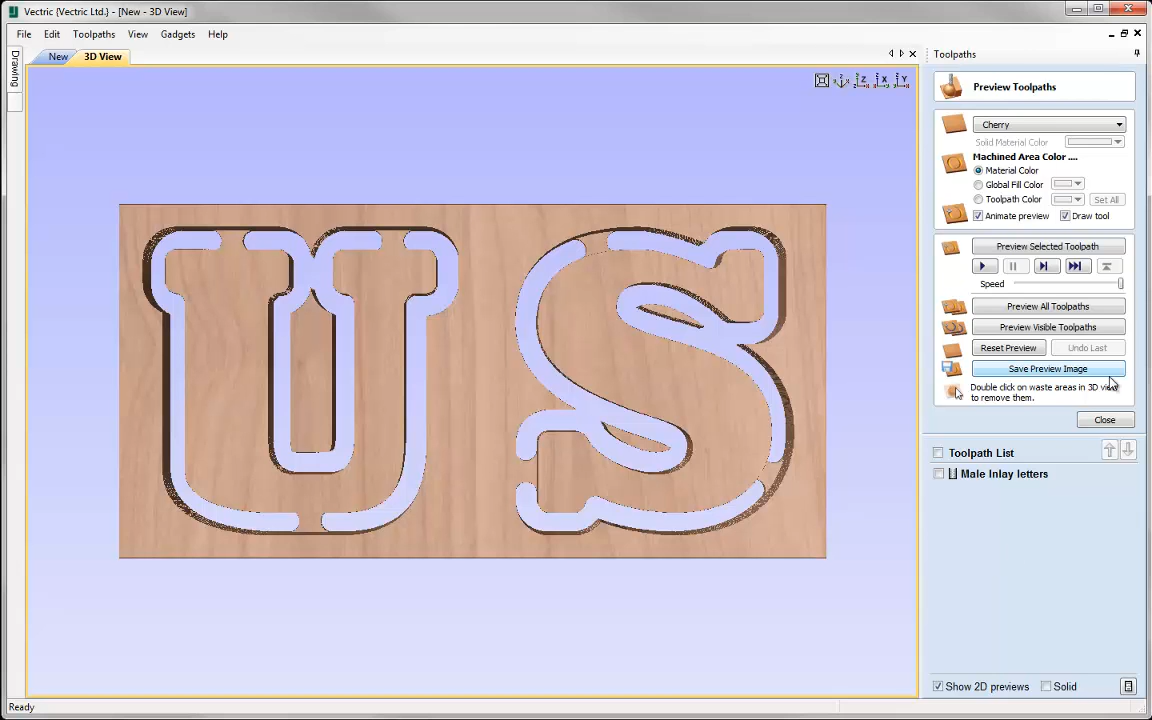 Vectric {Vectric Ltd.} - [New - 3D View]
File Edit Toolpaths View Gadgets Help
Drawing
New 3D View
Z X Y
U S
Toolpaths
Preview Toolpaths
Cherry
Solid Material Color
Machined Area Color ....
Material Color
Global Fill Color
Toolpath Color Set All
Animate preview Draw tool
Preview Selected Toolpath
Speed
Preview All Toolpaths
Preview Visible Toolpaths
Reset Preview Undo Last
Save Preview Image
Double click on waste areas in 3D view
to remove them.
Close
Toolpath List
Male Inlay letters
Show 2D previews Solid
Ready